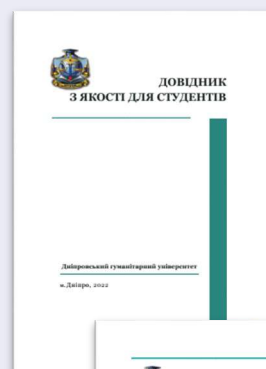 ДОВІДНИК
З ЯКОСТІ ДЛЯ СТУДЕНТІВ
Дніпровський гуманітарний університет
м.Дніпро, 2022